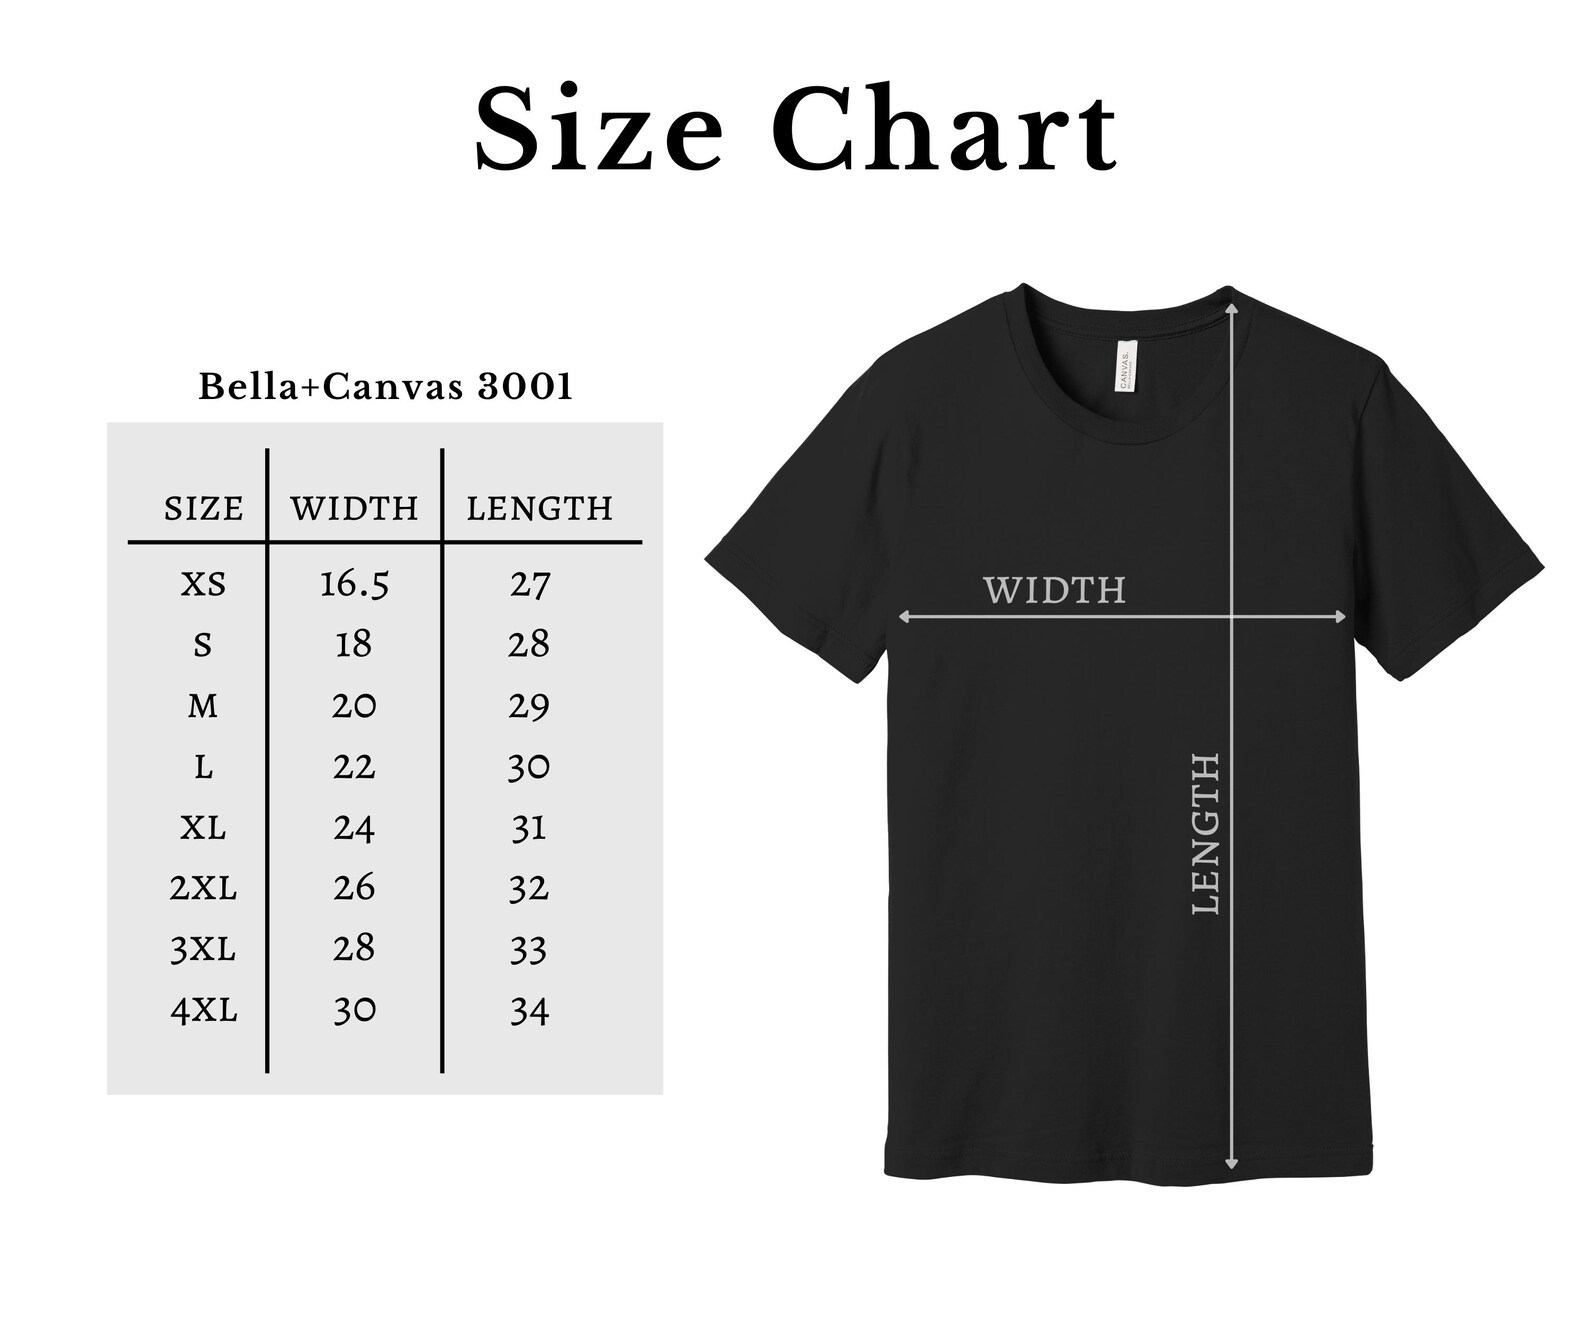 Size Chart
Bella+Canvas 3001
SIZE WIDTH LENGTH
XS 16.5 27
S 18 28
M 20 29
L 22 30
XL 24 31
2XL 26 32
3XL 28 33
4XL 30 34
CANVAS.
WIDTH
LENGTH